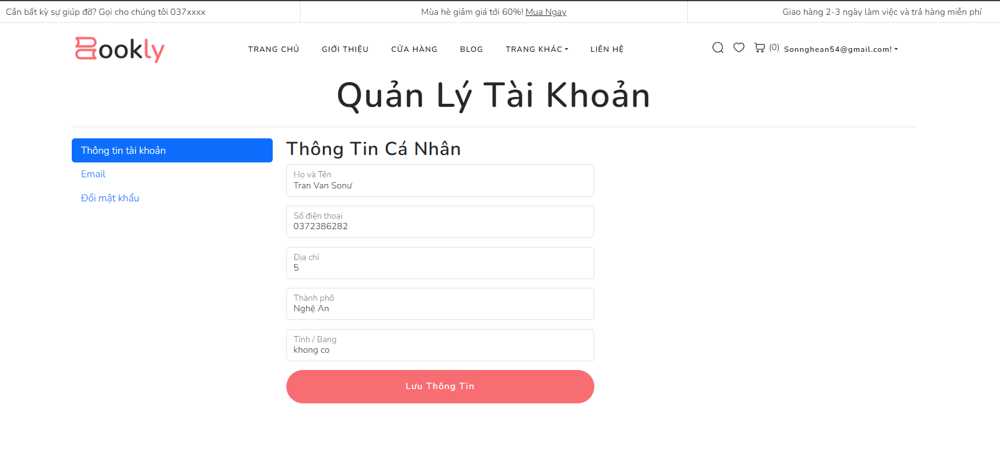 Cần bất kỳ sự giúp đỡ? Gọi cho chúng tôi 037xxxx
Mùa hè giảm giá tới 60%! Mua Ngay
Giao hàng 2-3 ngày làm việc và trả hàng miễn phí
Bookly
TRANG CHỦ
GIỚI THIỆU
CỬA HÀNG
BLOG
TRANG KHÁC
LIÊN HỆ
(0)
Sonnghean54@gmail.com!
Quản Lý Tài Khoản
Thông tin tài khoản
Email
Đổi mật khẩu
Thông Tin Cá Nhân
Họ và Tên
Tran Van Sonư
Số điện thoại
0372386282
Địa chỉ
5
Thành phố
Nghệ An
Tỉnh / Bang
khong co
Lưu Thông Tin